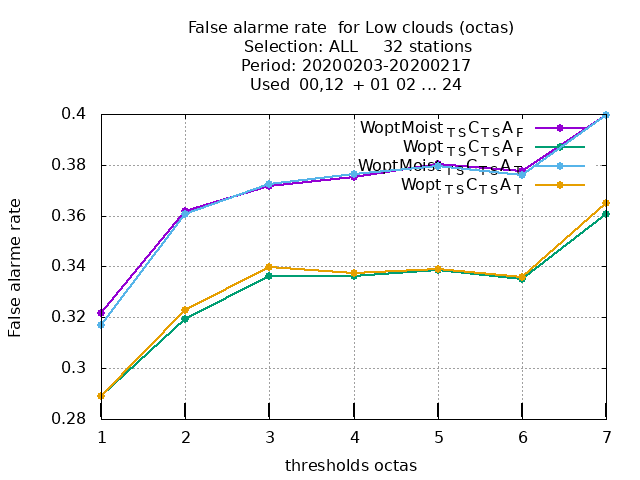 False alarme rate  for Low clouds (octas)
Selection: ALL     32 stations
Period: 20200203-20200217
Used  00,12  + 01 02 ... 24
0.4
0.38
0.36
0.34
0.32
0.3
0.28
False alarme rate
WoptMoist TS C TS A F
Wopt TS C TS A F
WoptMoist TS C TS A T
Wopt TS C TS A T
1 2 3 4 5 6 7
thresholds octas